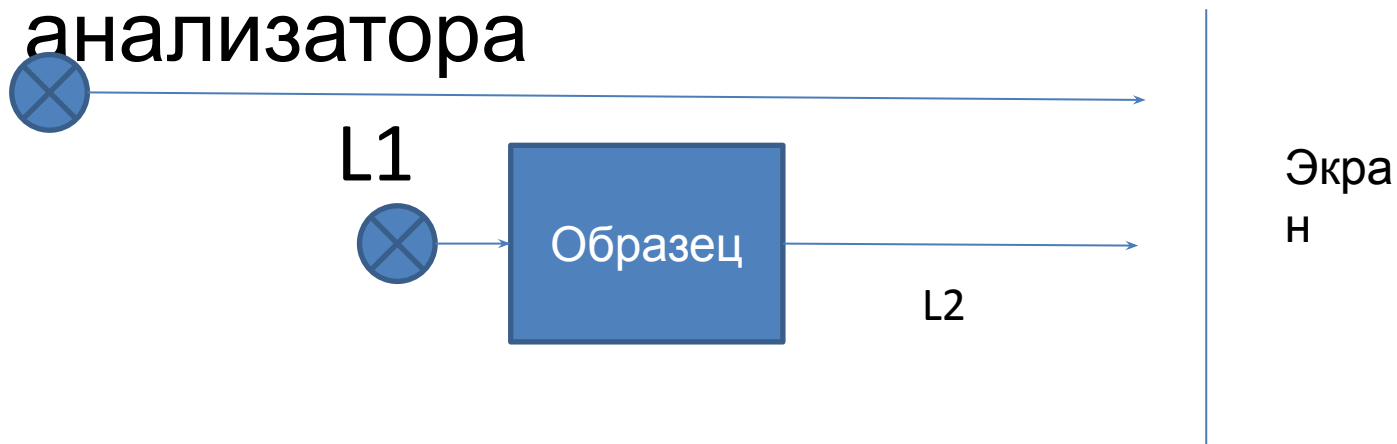 анализатора
L1
Образец
Экра
н
L2